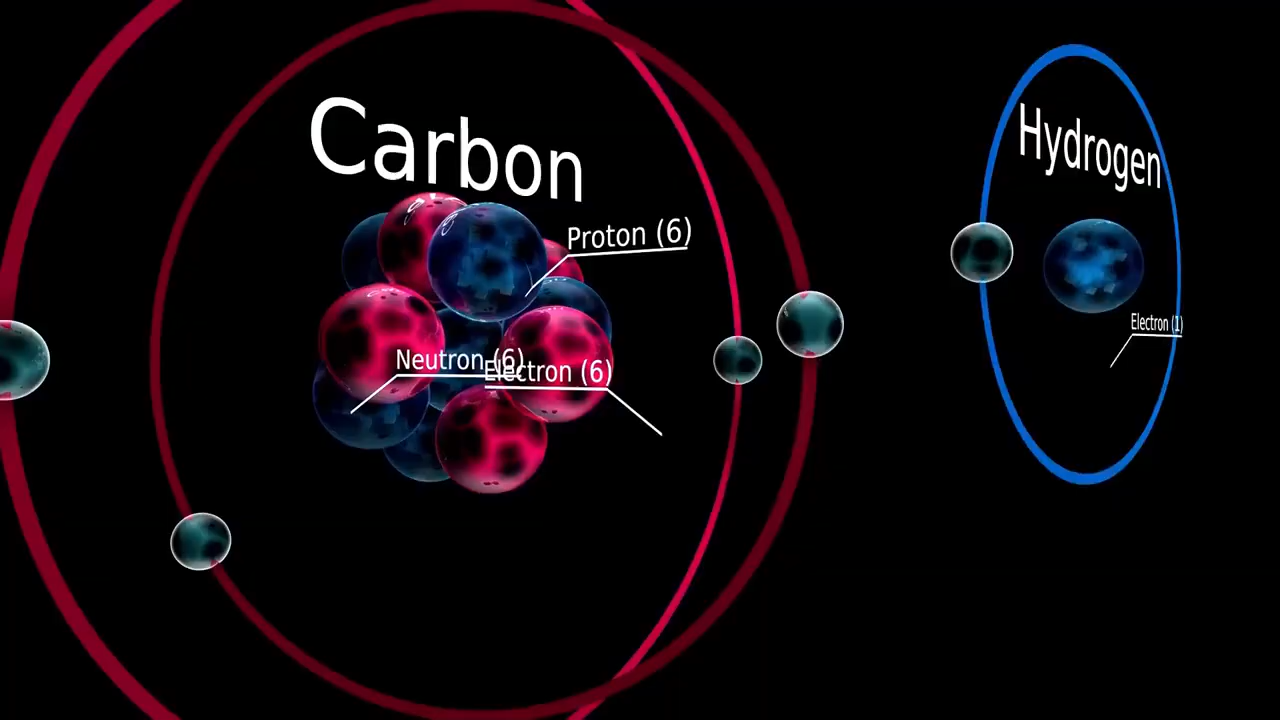 Carbon
Proton (6)
Neutron (6)
Electron (6)
Hydrogen
Electron (1)